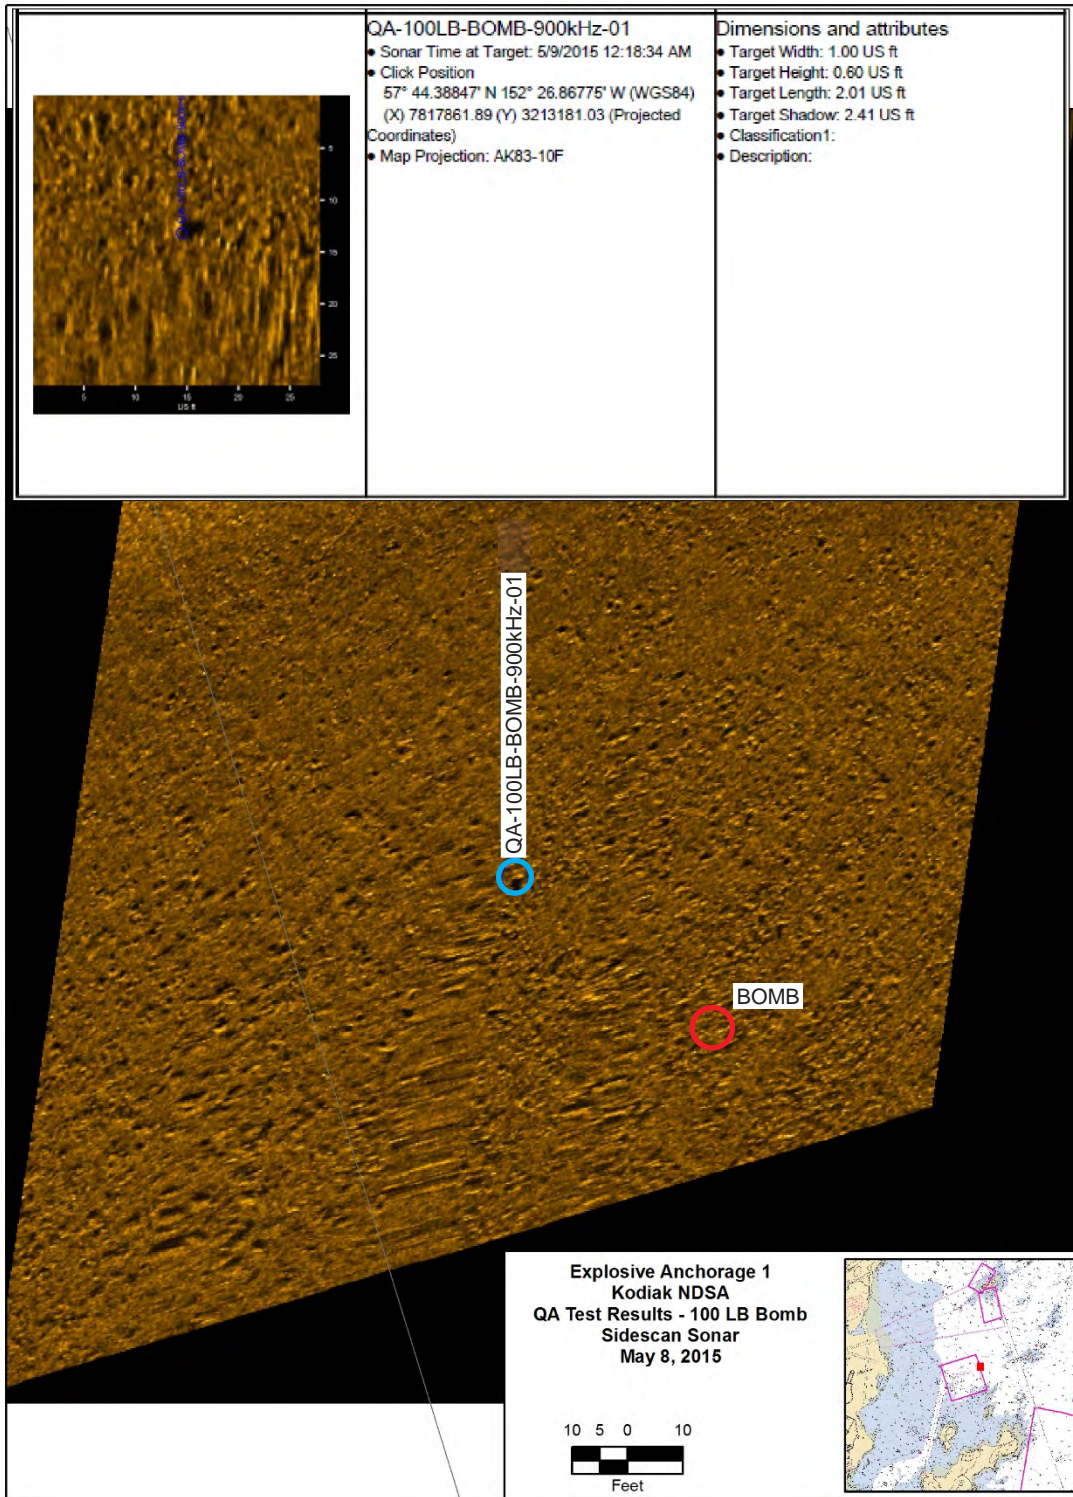 QA-100LB-BOMB-900kHz-01
• Sonar Time at Target: 5/9/2015 12:18:34 AM
• Click Position
57° 44.38847' N 152° 26.86775' W (WGS84)
(X) 7817861.89 (Y) 3213181.03 (Projected
Coordinates)
• Map Projection: AK83-10F
Dimensions and attributes
• Target Width: 1.00 US ft
• Target Height: 0.60 US ft
• Target Length: 2.01 US ft
• Target Shadow: 2.41 US ft
• Classification1:
• Description:
5
10
15
20
25
5 10 15 20 25
US ft
QA-100LB-BOMB-900kHz-01
BOMB
Explosive Anchorage 1
Kodiak NDSA
QA Test Results - 100 LB Bomb
Sidescan Sonar
May 8, 2015
10 5 0 10
Feet